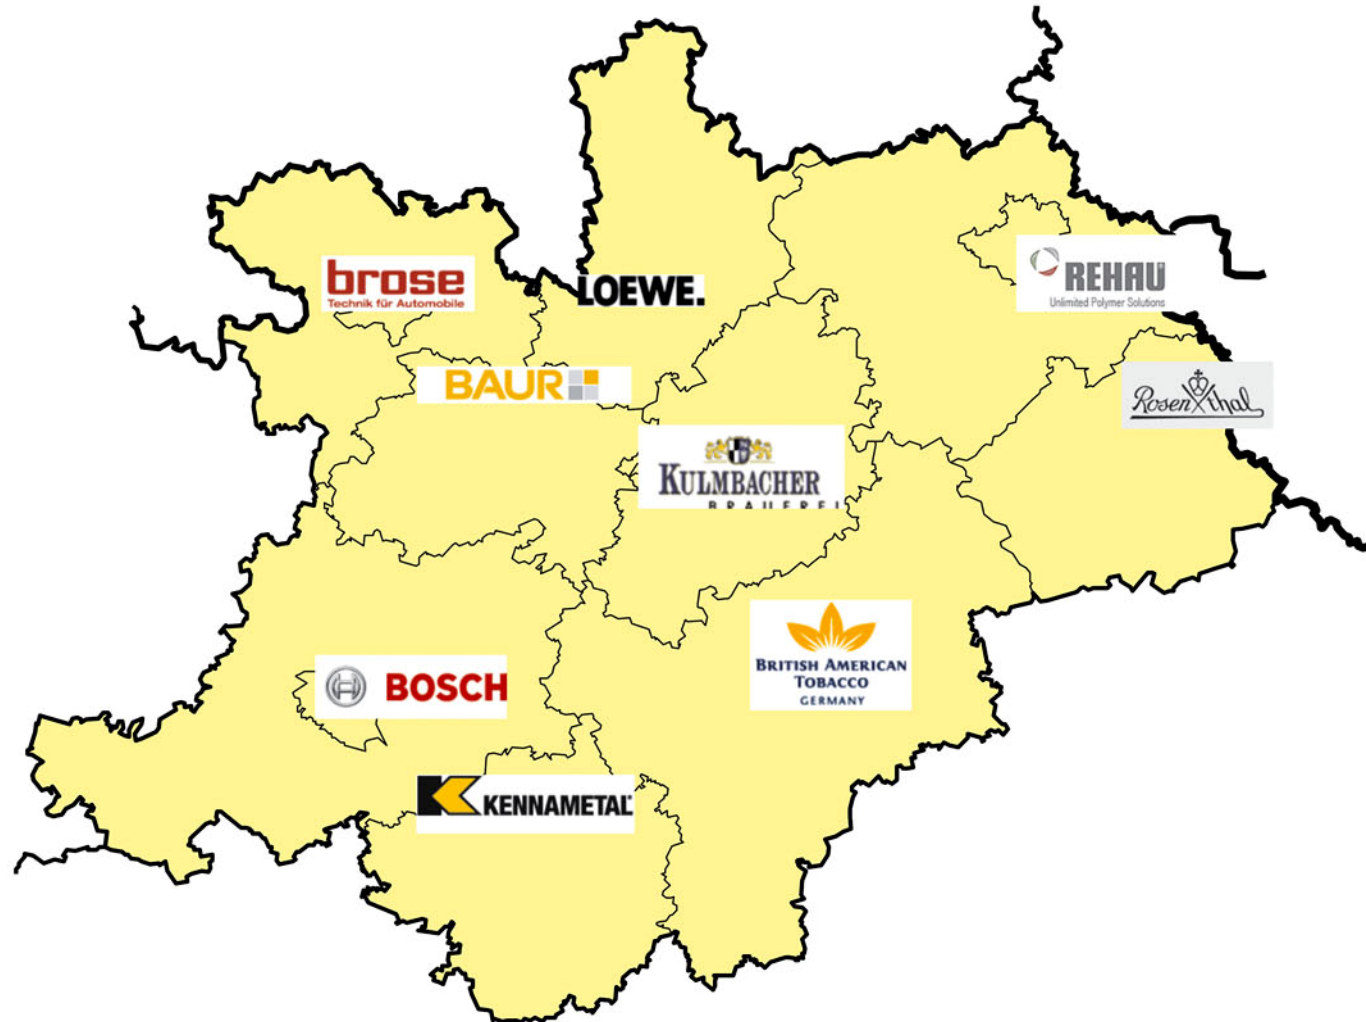 brose
Technik für Automobile
LOEWE.
REHAU
Unlimited Polymer Solutions
BAUR
Rosenthal
KULMBACHER
BRAUEREI
BRITISH AMERICAN
TOBACCO
GERMANY
BOSCH
KENNAMETAL